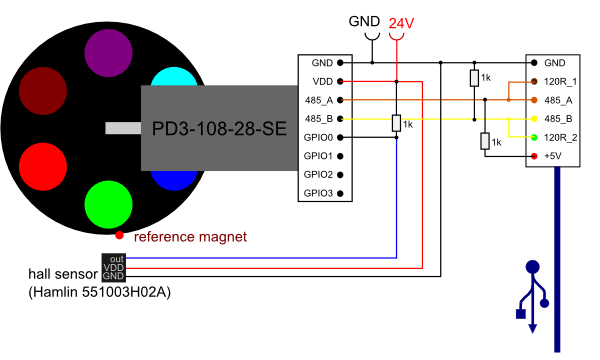 GND 24V
GND
VDD
485_A
485_B
GPIO0
GPIO1
GPIO2
GPIO3
1k
1k
1k
GND
120R_1
485_A
485_B
120R_2
+5V
PD3-108-28-SE
reference magnet
out
VDD
GND
hall sensor
(Hamlin 551003H02A)